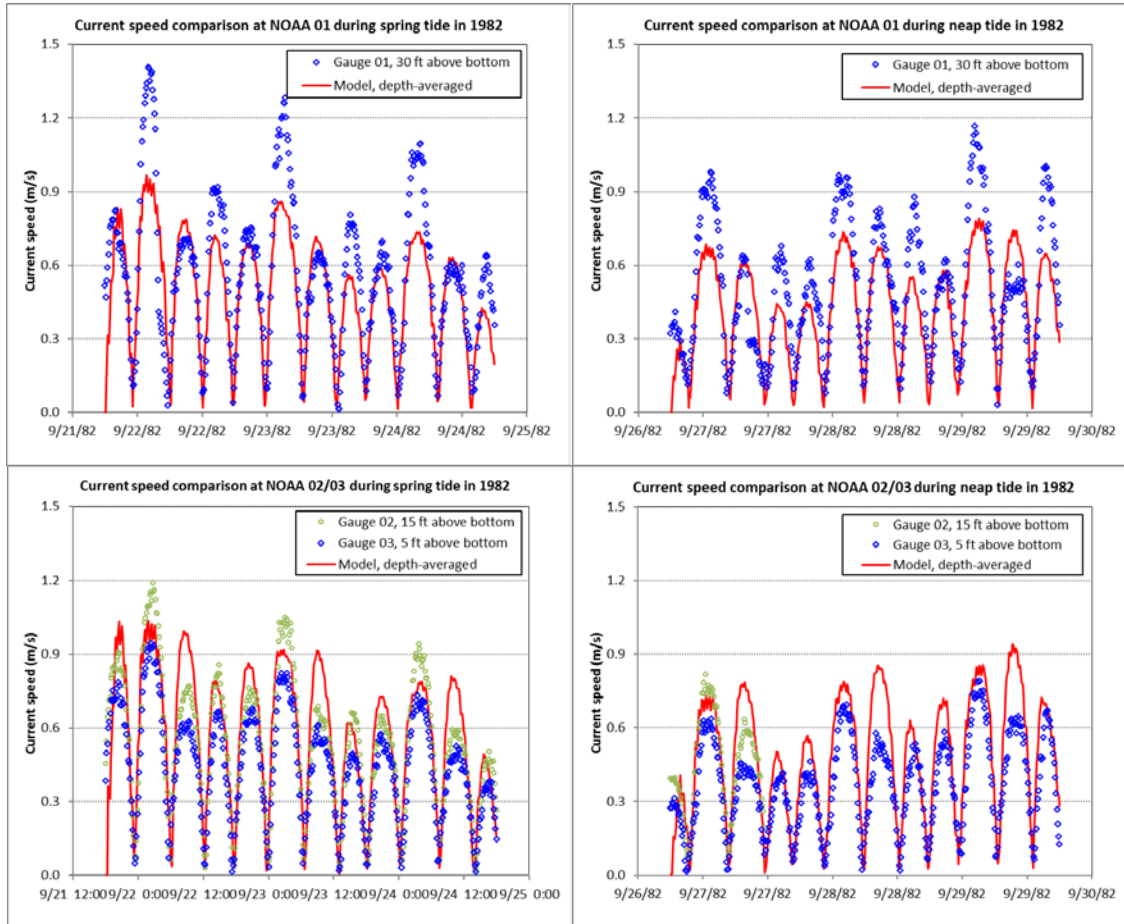 Current speed comparison at NOAA 01 during spring tide in 1982
1.5
1.2
0.9
0.6
0.3
0.0
Current speed (m/s)
Gauge 01, 30 ft above bottom
Model, depth-averaged
9/21/82 9/22/82 9/22/82 9/23/82 9/23/82 9/24/82 9/24/82 9/25/82
Current speed comparison at NOAA 01 during neap tide in 1982
1.5
1.2
0.9
0.6
0.3
0.0
Current speed (m/s)
Gauge 01, 30 ft above bottom
Model, depth-averaged
9/26/82 9/27/82 9/27/82 9/28/82 9/28/82 9/29/82 9/29/82 9/30/82
Current speed comparison at NOAA 02/03 during spring tide in 1982
1.5
1.2
0.9
0.6
0.3
0.0
Current speed (m/s)
Gauge 02, 15 ft above bottom
Gauge 03, 5 ft above bottom
Model, depth-averaged
9/21 12:00 9/22 0:00 9/22 12:00 9/23 0:00 9/23 12:00 9/24 0:00 9/24 12:00 9/25 0:00
Current speed comparison at NOAA 02/03 during neap tide in 1982
1.5
1.2
0.9
0.6
0.3
0.0
Current speed (m/s)
Gauge 02, 15 ft above bottom
Gauge 03, 5 ft above bottom
Model, depth-averaged
9/26/82 9/27/82 9/27/82 9/28/82 9/28/82 9/29/82 9/29/82 9/30/82